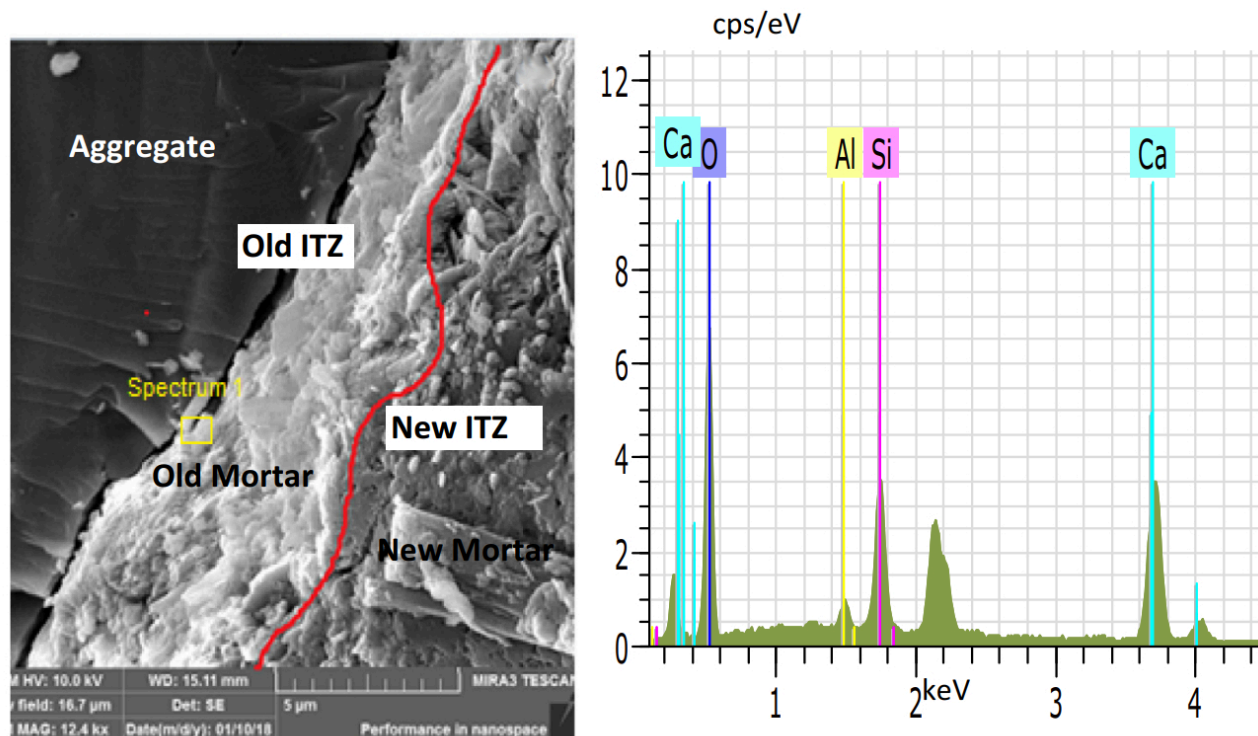 Aggregate
Old ITZ
Spectrum 1
New ITZ
Old Mortar
New Mortar
M HV: 10.0 kV WD: 15.11 mm MIRA3 TESCAN
w field: 16.7 µm Det: SE 5 µm
MAG: 12.4 kx Date(m/d/y): 01/10/18 Performance in nanospace
cps/eV
12
Ca O Al Si Ca
10
8
6
4
2
0
1 2 3 4
keV